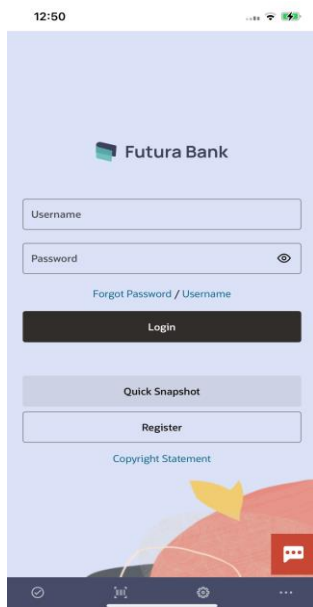 12:50
Futura Bank
Username
Password
Forgot Password / Username
Login
Quick Snapshot
Register
Copyright Statement